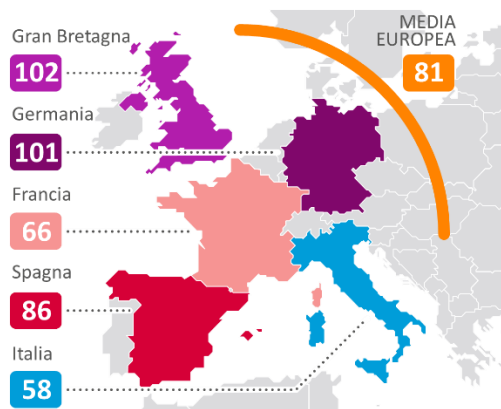 Gran Bretagna
102
Germania
101
Francia
66
Spagna
86
Italia
58
MEDIA
EUROPEA
81